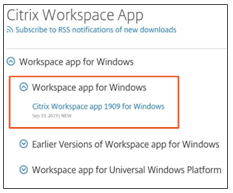 Citrix Workspace App
Subscribe to RSS notifications of new downloads
Workspace app for Windows
Workspace app for Windows
Citrix Workspace app 1909 for Windows
Sep 19, 2019 | NEW
Earlier Versions of Workspace app for Windows
Workspace app for Universal Windows Platform